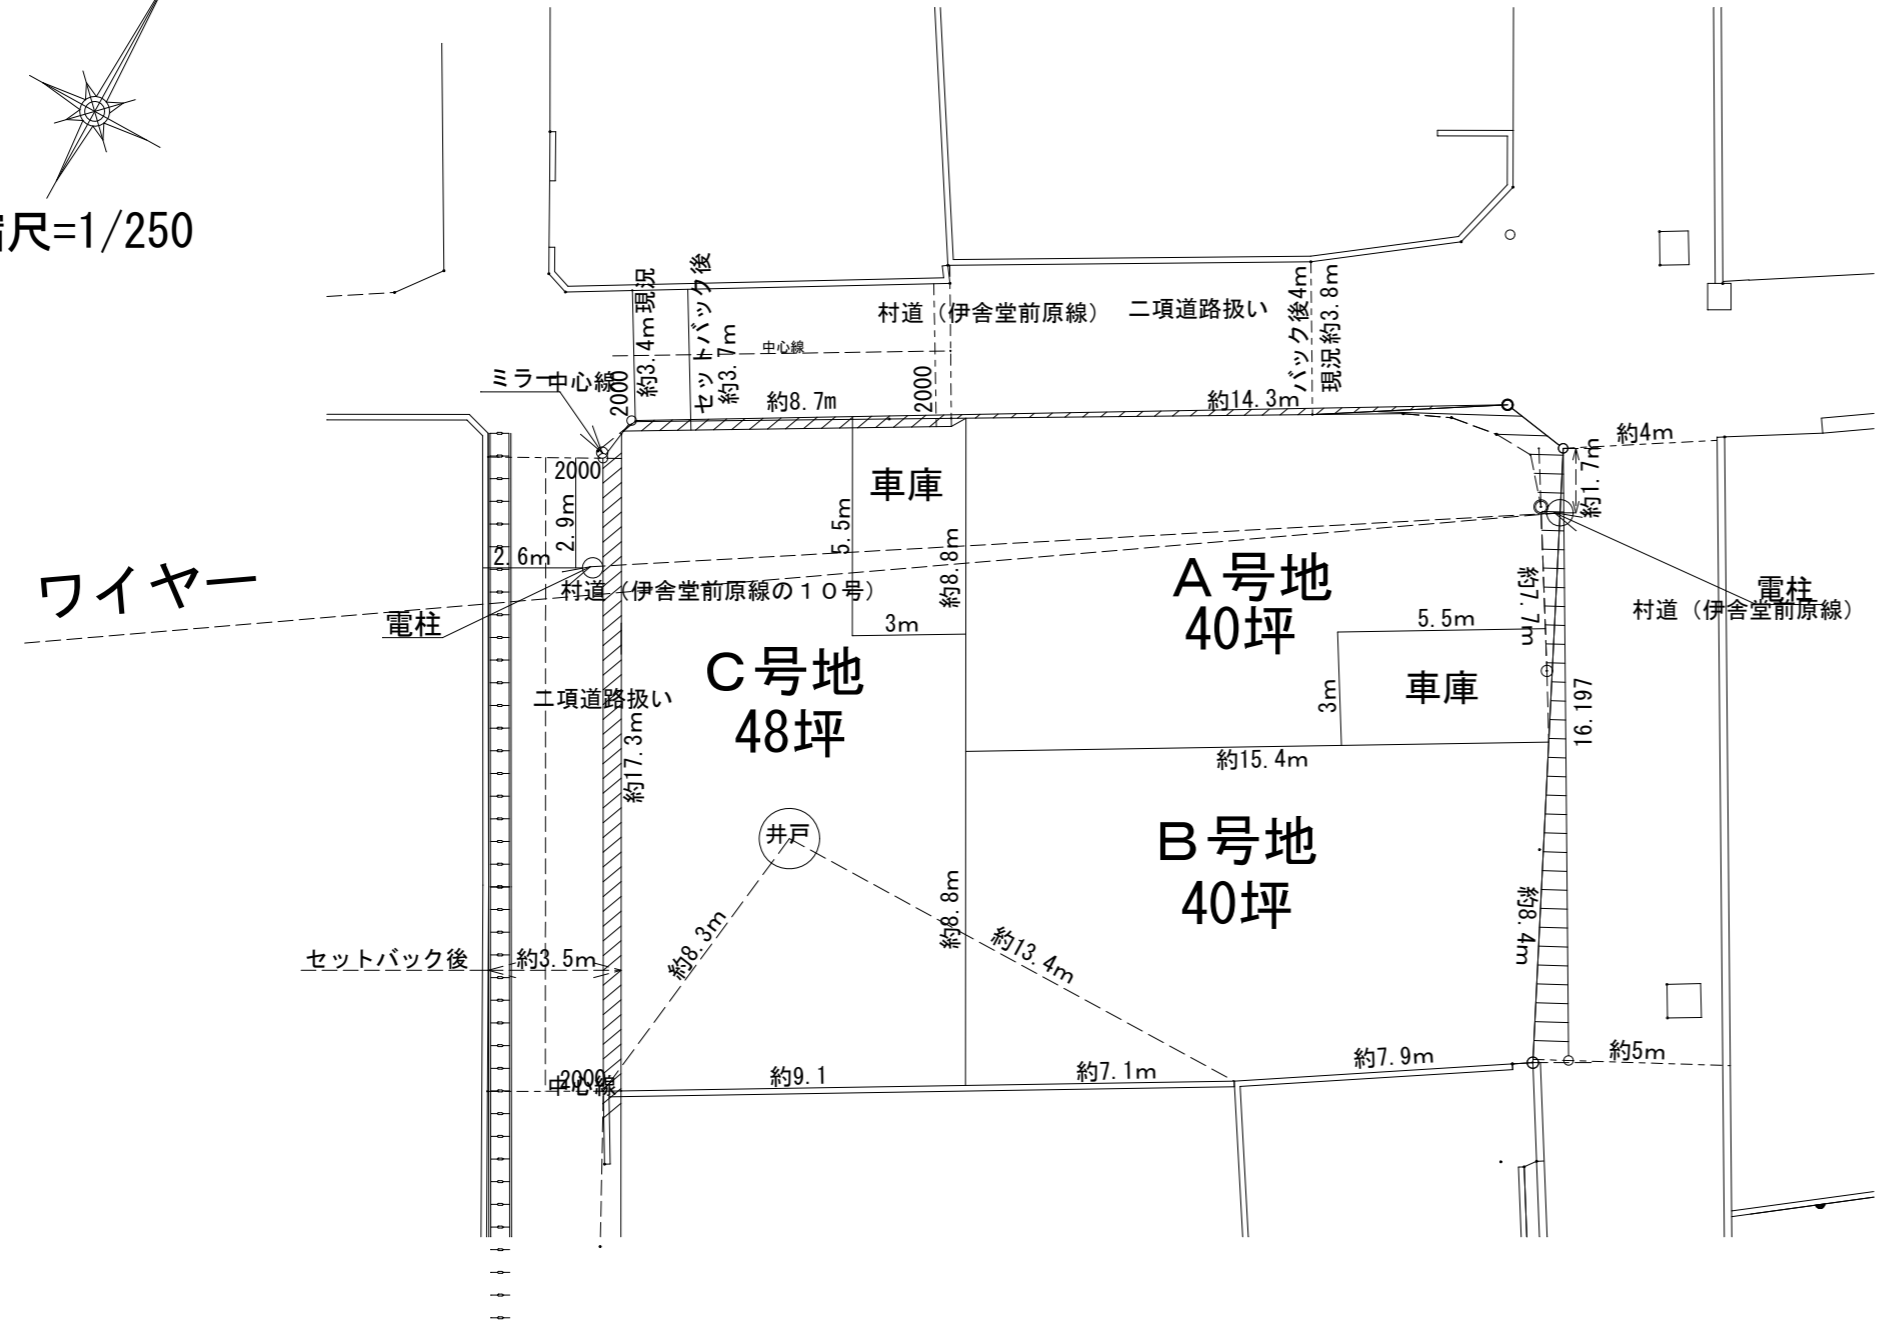 尺=1/250
約3.4m現況
セットバック後
約3.7m
村道（伊舎堂前原線）
二項道路扱い
バック後4m
現況約3.8m
中心線
ミラー
中心線
2000
約8.7m
2000
約14.3m
約4m
約1.7m
2000
2.9m
2.6m
車庫
5.5m
約8.8m
3m
ワイヤー
電柱
村道（伊舎堂前原線の１０号）
Ａ号地
40坪
約7.7m
電柱
村道（伊舎堂前原線）
5.5m
3m
車庫
16.197
Ｃ号地
48坪
二項道路扱い
約17.3m
約15.4m
井戸
Ｂ号地
40坪
約8.8m
約8.4m
セットバック後
約3.5m
約8.3m
約13.4m
2000
中心線
約9.1
約7.1m
約7.9m
約5m